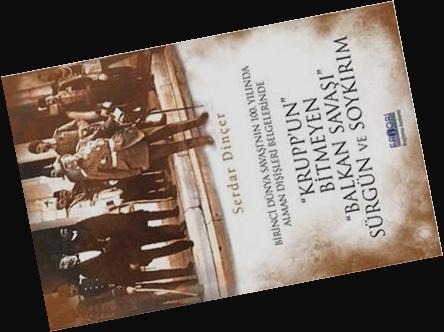 Serdar Dinçer
BİRİNCİ DÜNYA SAVAŞI'NIN 100. YILINDA
ALMAN DIŞİŞLERİ BELGELERİNDE
"KRUPP'UN"
BİTMEYEN
"BALKAN SAVAŞI"
SÜRGÜN VE SOYKIRIM